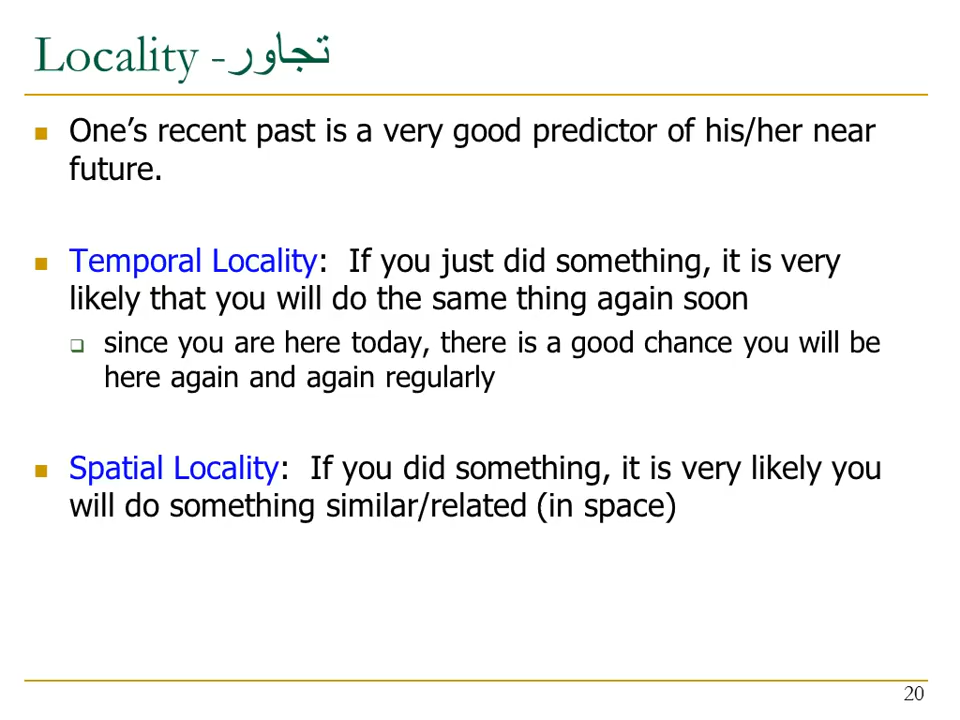 Locality - تجاور
■ One’s recent past is a very good predictor of his/her near
future.
■ Temporal Locality:  If you just did something, it is very
likely that you will do the same thing again soon
❑ since you are here today, there is a good chance you will be
here again and again regularly
■ Spatial Locality:  If you did something, it is very likely you
will do something similar/related (in space)
20